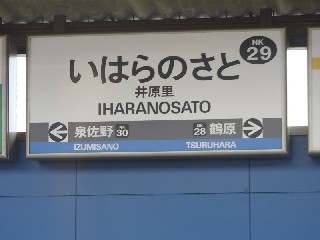 いはらのさと
NK
29
井原里
IHARANOSATO
泉佐野 NK 30
NK 28 鶴原
IZUMISANO
TSURUHARA